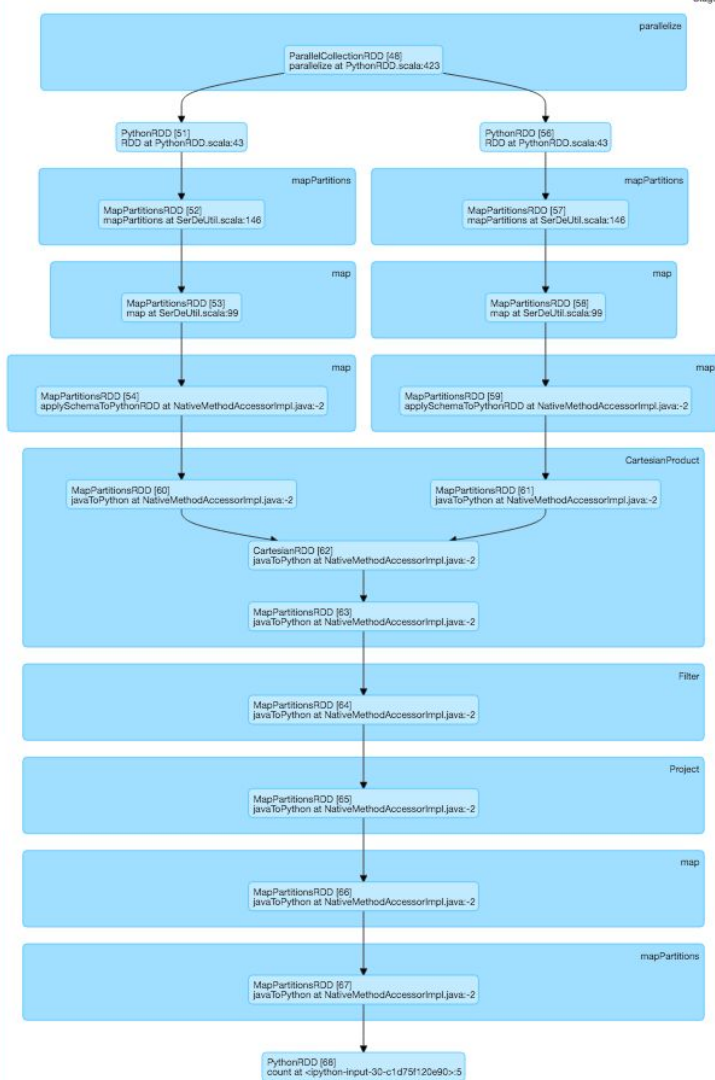 parallelize
ParallelCollectionRDD [48]
parallelize at PythonRDD.scala:423
PythonRDD [51]
RDD at PythonRDD.scala:43
PythonRDD [56]
RDD at PythonRDD.scala:43
mapPartitions
MapPartitionsRDD [52]
mapPartitions at SerDeUtil.scala:146
mapPartitions
MapPartitionsRDD [57]
mapPartitions at SerDeUtil.scala:146
map
MapPartitionsRDD [53]
map at SerDeUtil.scala:99
map
MapPartitionsRDD [58]
map at SerDeUtil.scala:99
map
MapPartitionsRDD [54]
applySchemaToPythonRDD at NativeMethodAccessorImpl.java:-2
map
MapPartitionsRDD [59]
applySchemaToPythonRDD at NativeMethodAccessorImpl.java:-2
CartesianProduct
MapPartitionsRDD [60]
javaToPython at NativeMethodAccessorImpl.java:-2
MapPartitionsRDD [61]
javaToPython at NativeMethodAccessorImpl.java:-2
CartesianRDD [62]
javaToPython at NativeMethodAccessorImpl.java:-2
MapPartitionsRDD [63]
javaToPython at NativeMethodAccessorImpl.java:-2
Filter
MapPartitionsRDD [64]
javaToPython at NativeMethodAccessorImpl.java:-2
Project
MapPartitionsRDD [65]
javaToPython at NativeMethodAccessorImpl.java:-2
map
MapPartitionsRDD [66]
javaToPython at NativeMethodAccessorImpl.java:-2
mapPartitions
MapPartitionsRDD [67]
javaToPython at NativeMethodAccessorImpl.java:-2
PythonRDD [68]
count at <ipython-input-30-c1d75f120e90>:5